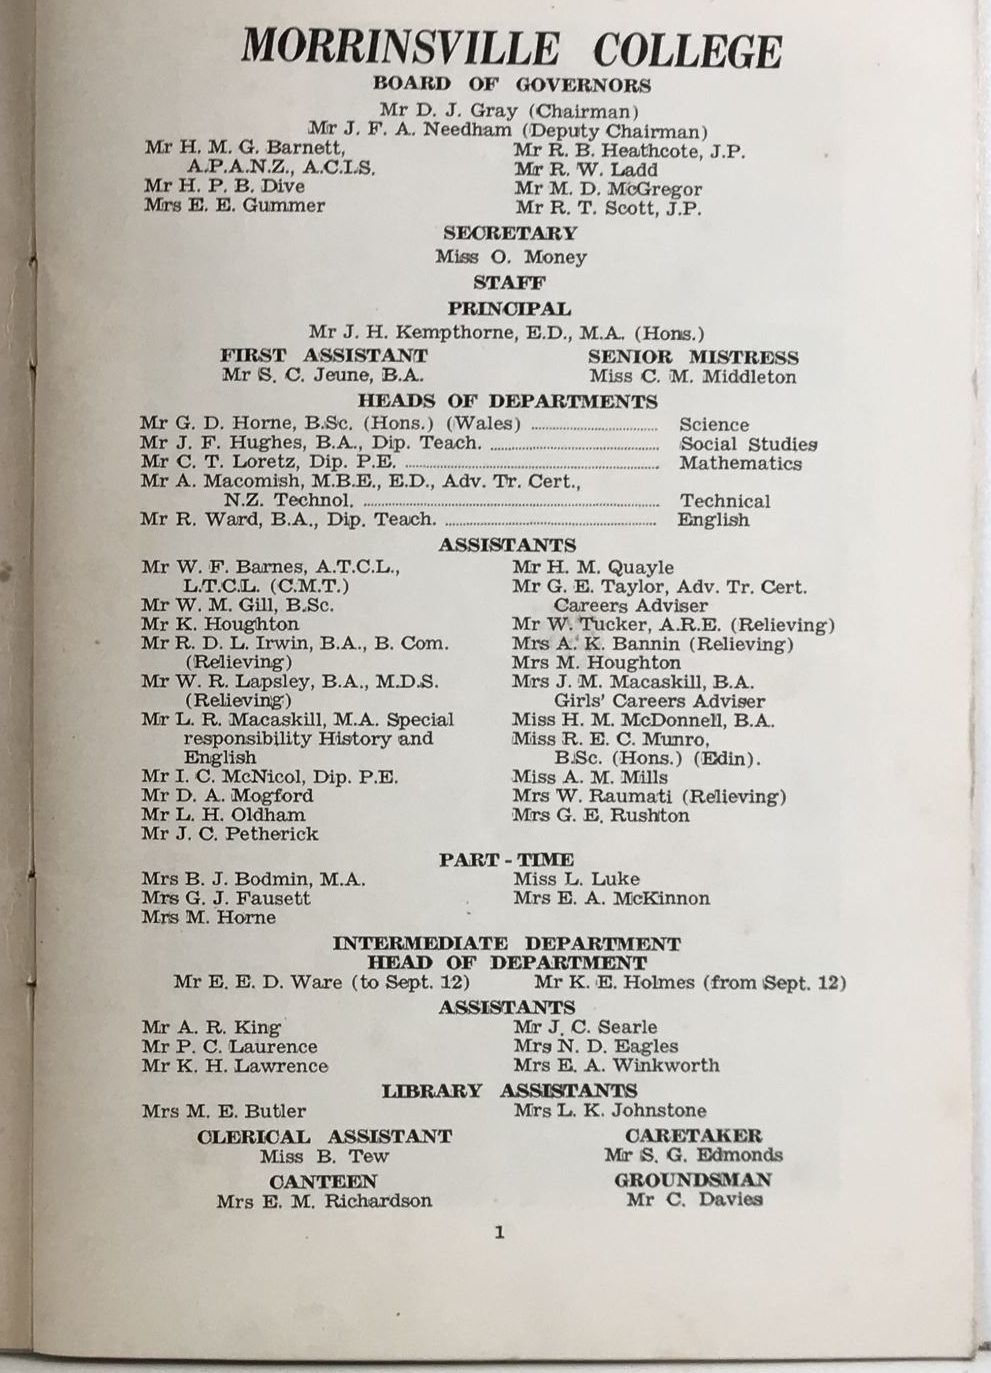 MORRINSVILLE COLLEGE
BOARD OF GOVERNORS
Mr D. J. Gray (Chairman)
Mr J. F. A. Needham (Deputy Chairman)
Mr H. M. G. Barnett,
A.P.A.N.Z., A.C.I.S.
Mr H. P. B. Dive
Mrs E. E. Gummer
Mr R. B. Heathcote, J.P.
Mr R. W. Ladd
Mr M. D. McGregor
Mr R. T. Scott, J.P.
SECRETARY
Miss O. Money
STAFF
PRINCIPAL
Mr J. H. Kempthorne, E.D., M.A. (Hons.)
FIRST ASSISTANT
Mr S. C. Jeune, B.A.
SENIOR MISTRESS
Miss C. M. Middleton
HEADS OF DEPARTMENTS
Mr G. D. Horne, B.Sc. (Hons.) (Wales) ........ Science
Mr J. F. Hughes, B.A., Dip. Teach. ........ Social Studies
Mr C. T. Loretz, Dip. P.E. ........ Mathematics
Mr A. Macomish, M.B.E., E.D., Adv. Tr. Cert.,
N.Z. Technol. ........ Technical
Mr R. Ward, B.A., Dip. Teach. ........ English
ASSISTANTS
Mr W. F. Barnes, A.T.C.L.,
L.T.C.L. (C.M.T.)
Mr W. M. Gill, B.Sc.
Mr K. Houghton
Mr R. D. L. Irwin, B.A., B. Com.
(Relieving)
Mr W. R. Lapsley, B.A., M.D.S.
(Relieving)
Mr L. R. Macaskill, M.A. Special
responsibility History and
English
Mr I. C. McNicol, Dip. P.E.
Mr D. A. Mogford
Mr L. H. Oldham
Mr J. C. Petherick
Mr H. M. Quayle
Mr G. E. Taylor, Adv. Tr. Cert.
Careers Adviser
Mr W. Tucker, A.R.E. (Relieving)
Mrs A. K. Bannin (Relieving)
Mrs M. Houghton
Mrs J. M. Macaskill, B.A.
Girls' Careers Adviser
Miss H. M. McDonnell, B.A.
Miss R. E. C. Munro,
B.Sc. (Hons.) (Edin).
Miss A. M. Mills
Mrs W. Raumati (Relieving)
Mrs G. E. Rushton
PART - TIME
Mrs B. J. Bodmin, M.A.
Mrs G. J. Fausett
Mrs M. Horne
Miss L. Luke
Mrs E. A. McKinnon
INTERMEDIATE DEPARTMENT
HEAD OF DEPARTMENT
Mr E. E. D. Ware (to Sept. 12) Mr K. E. Holmes (from Sept. 12)
ASSISTANTS
Mr A. R. King
Mr P. C. Laurence
Mr K. H. Lawrence
Mr J. C. Searle
Mrs N. D. Eagles
Mrs E. A. Winkworth
LIBRARY ASSISTANTS
Mrs M. E. Butler
Mrs L. K. Johnstone
CLERICAL ASSISTANT
Miss B. Tew
CARETAKER
Mr S. G. Edmonds
CANTEEN
Mrs E. M. Richardson
GROUNDSMAN
Mr C. Davies
1